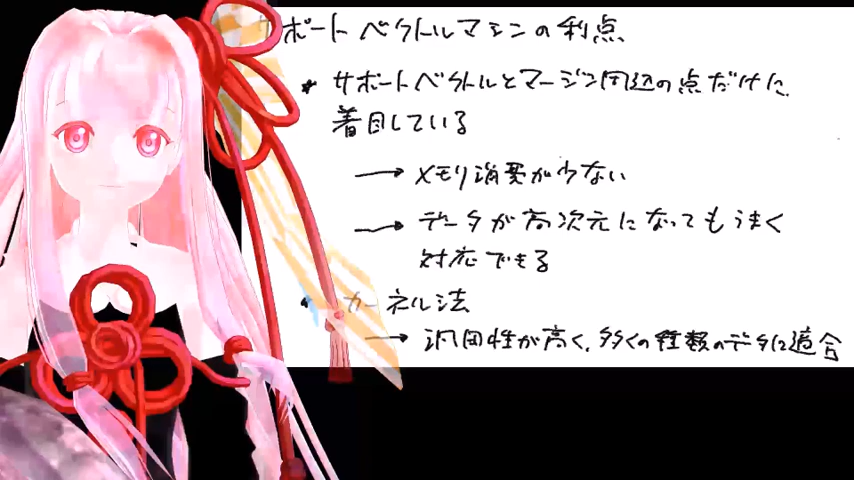 サポートベクトルマシンの利点
* サポートベクトルとマージン周辺の点だけに
着目している
→ メモリ消費が少ない
→ データが高次元になってもうまく
対応できる
* カーネル法
→ 汎用性が高く、多くの種類のデータに適合